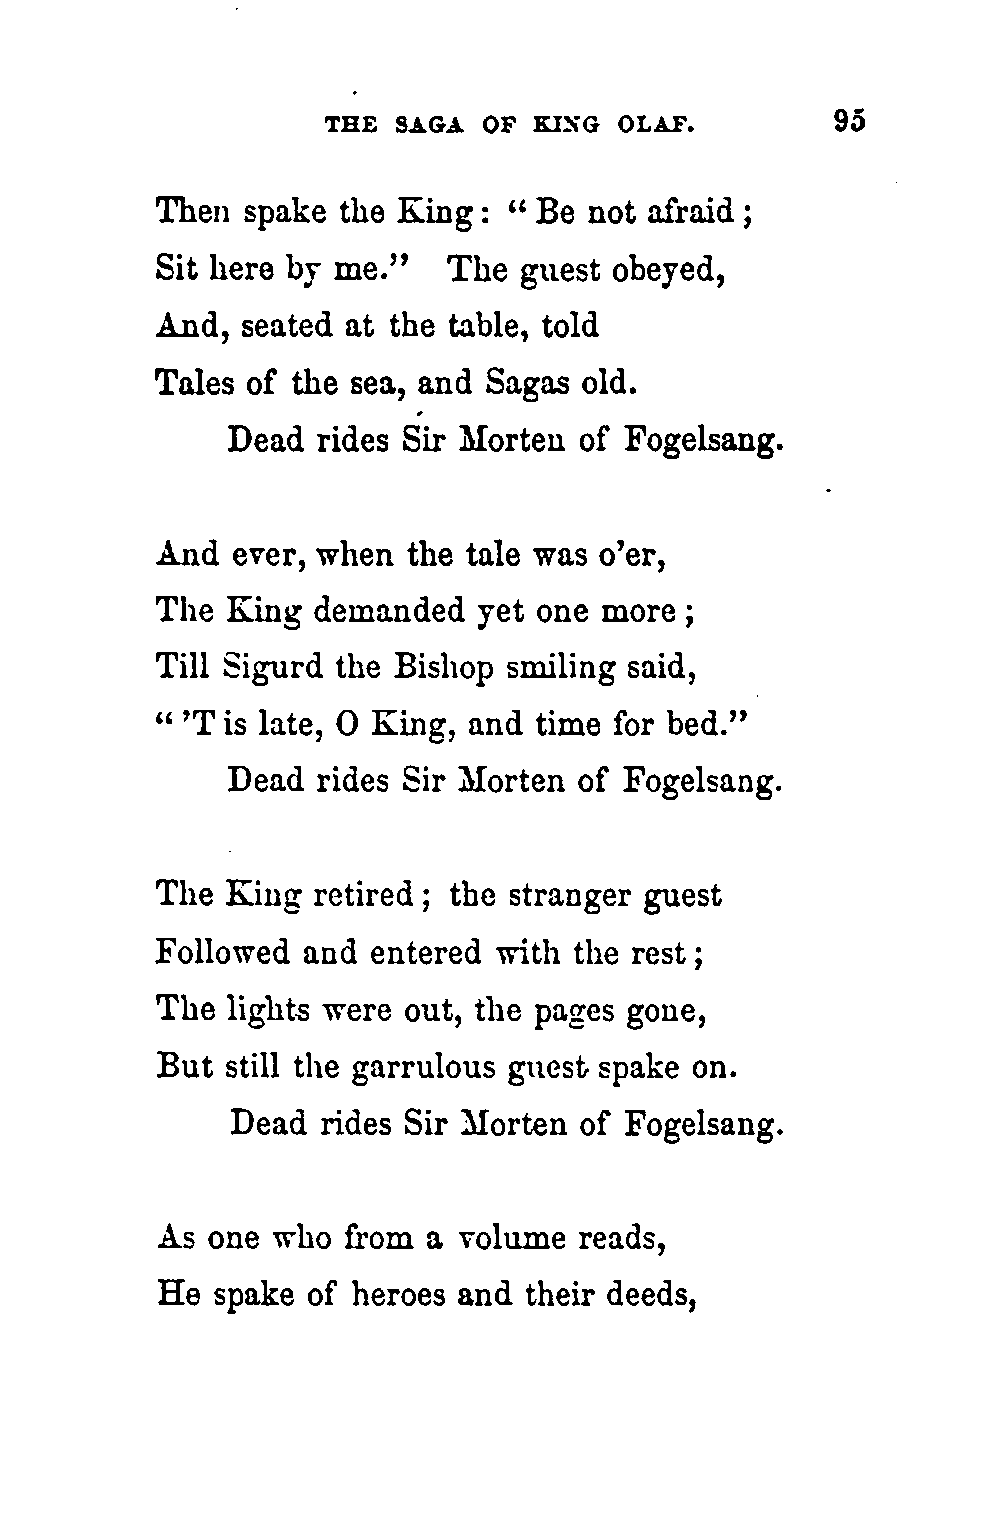 THE SAGA OF KING OLAF. 95
Then spake the King: “Be not afraid;
Sit here by me.” The guest obeyed,
And, seated at the table, told
Tales of the sea, and Sagas old.
Dead rides Sir Morten of Fogelsang.
And ever, when the tale was o’er,
The King demanded yet one more;
Till Sigurd the Bishop smiling said,
“’T is late, O King, and time for bed.”
Dead rides Sir Morten of Fogelsang.
The King retired; the stranger guest
Followed and entered with the rest;
The lights were out, the pages gone,
But still the garrulous guest spake on.
Dead rides Sir Morten of Fogelsang.
As one who from a volume reads,
He spake of heroes and their deeds,